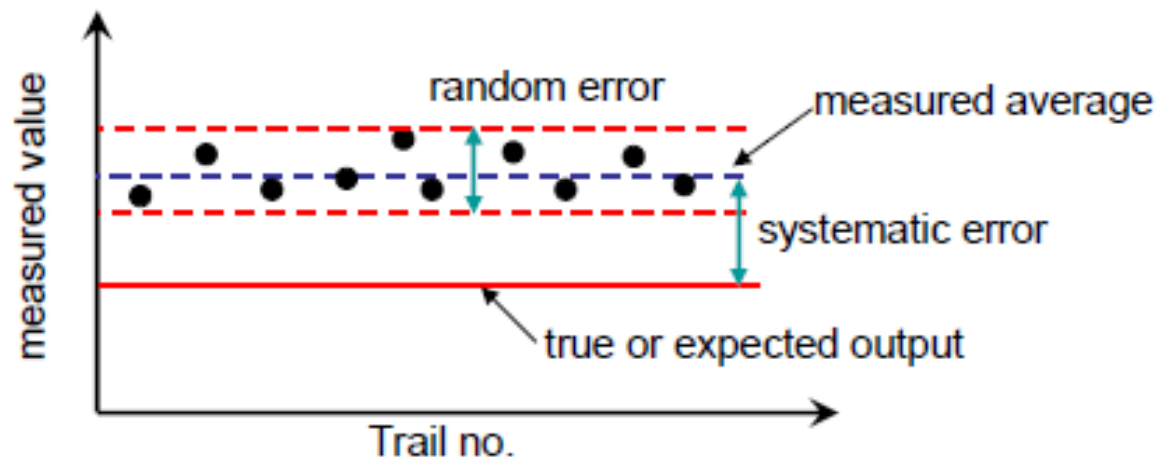 random error
measured average
measured value
systematic error
true or expected output
Trail no.